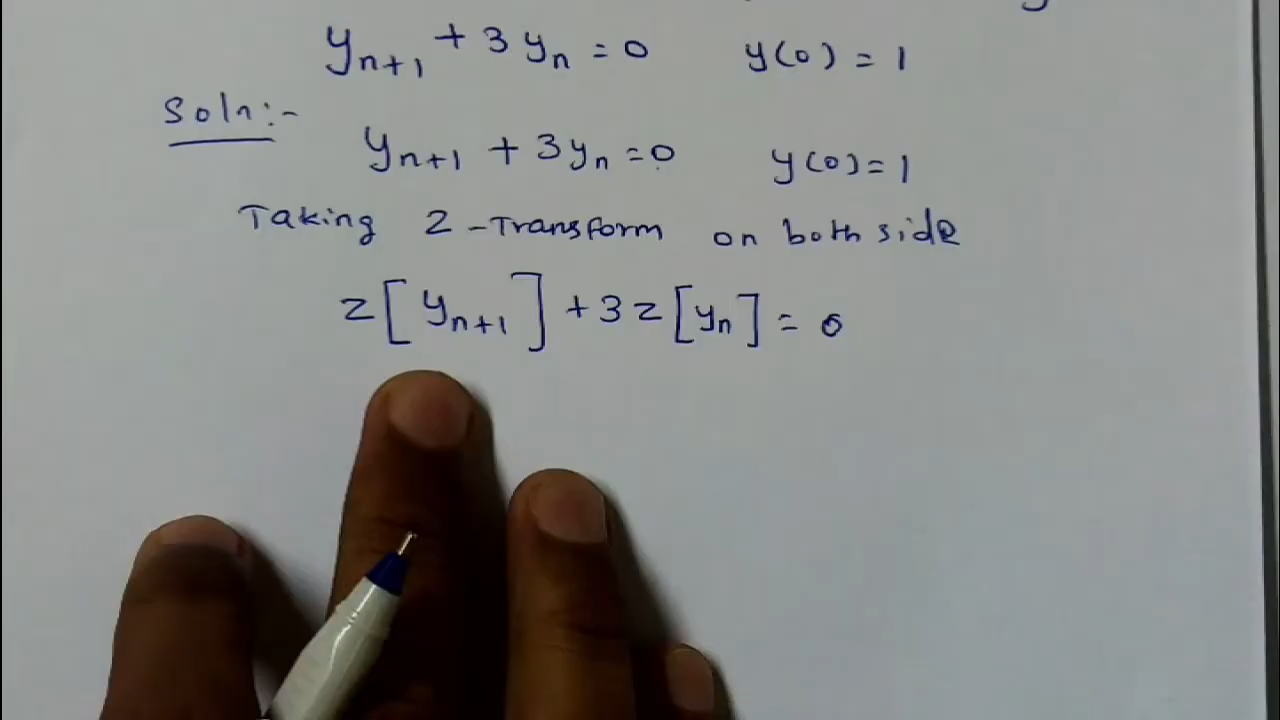 yₙ₊₁ + 3yₙ = 0 y(0) = 1
Soln:-
yₙ₊₁ + 3yₙ = 0 y(0) = 1
Taking Z-Transform on both side
Z[yₙ₊₁] + 3Z[yₙ] = 0